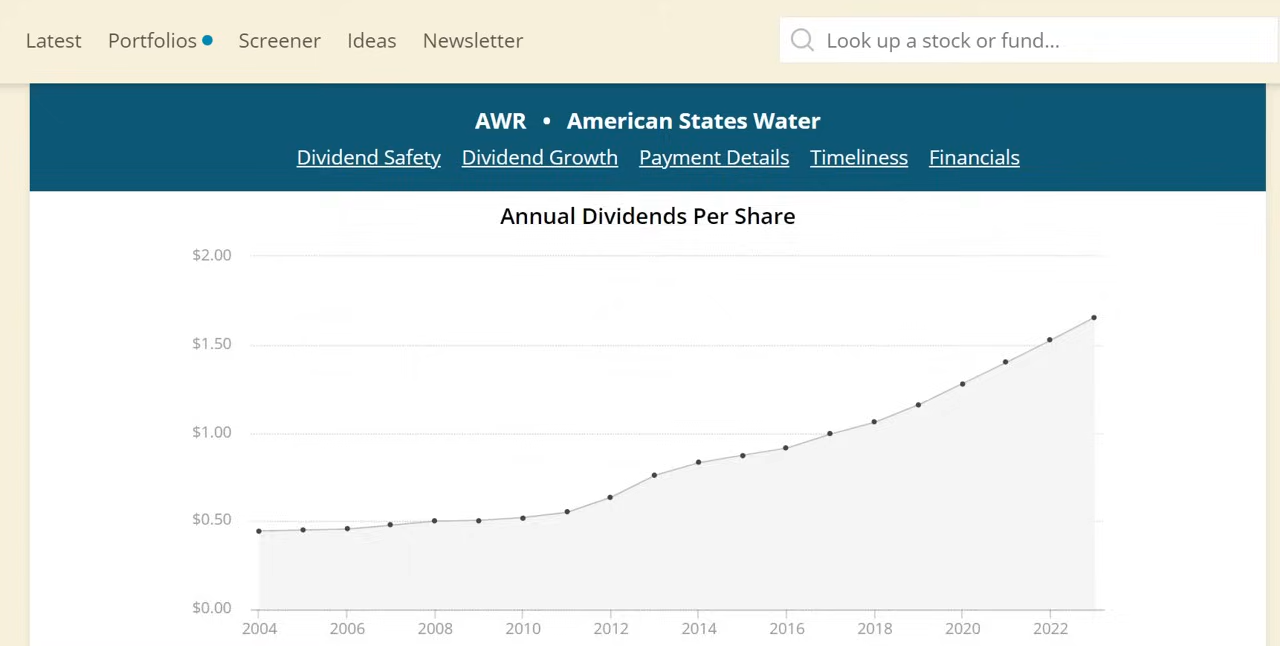 Latest Portfolios Screener Ideas Newsletter Look up a stock or fund...
AWR • American States Water
Dividend Safety Dividend Growth Payment Details Timeliness Financials
Annual Dividends Per Share
$2.00
$1.50
$1.00
$0.50
$0.00
2004 2006 2008 2010 2012 2014 2016 2018 2020 2022